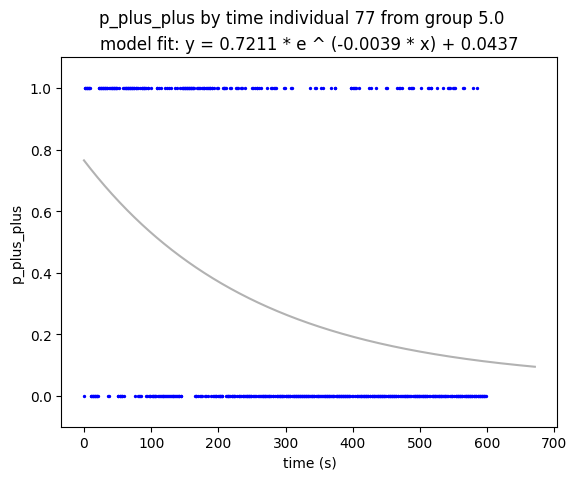 p_plus_plus by time individual 77 from group 5.0
model fit: y = 0.7211 * e ^ (-0.0039 * x) + 0.0437
1.0
0.8
0.6
0.4
0.2
0.0
p_plus_plus
0 100 200 300 400 500 600 700
time (s)